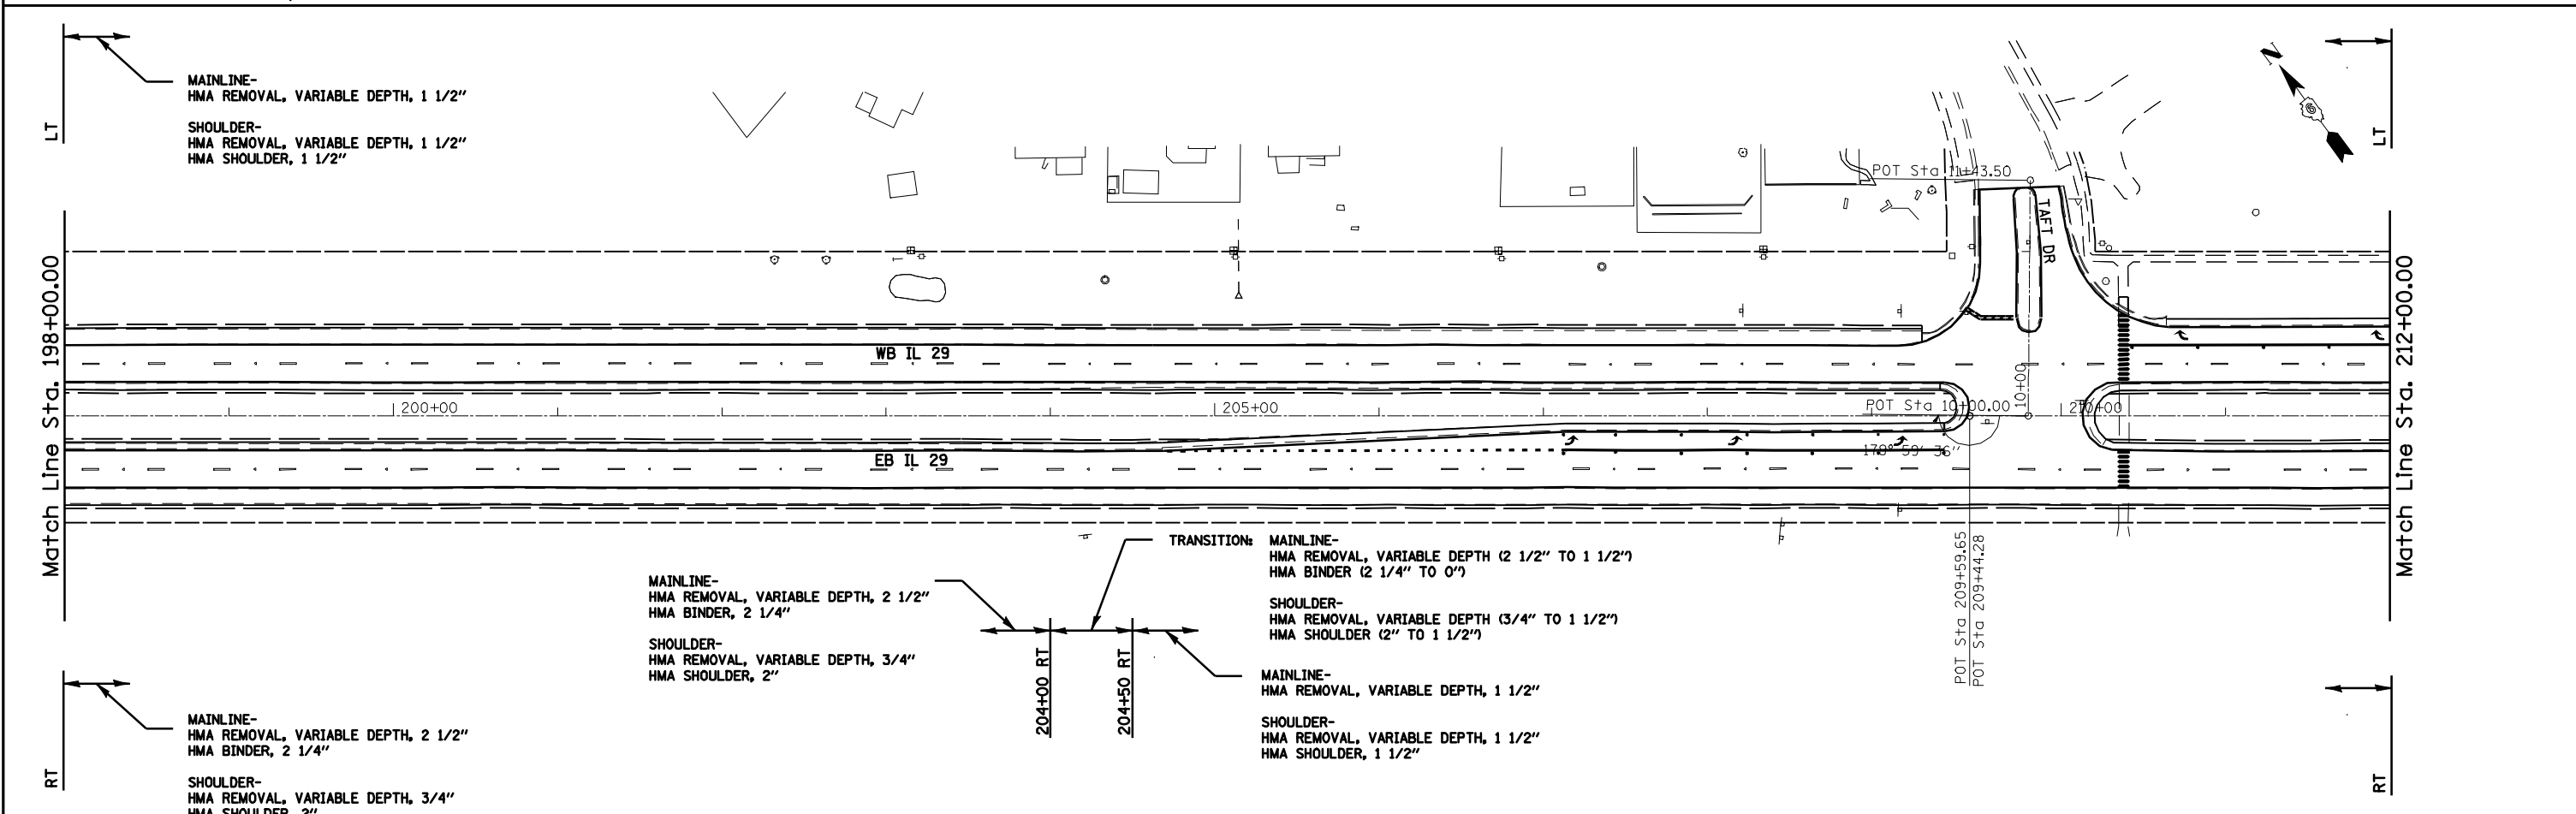 LT
MAINLINE-
HMA REMOVAL, VARIABLE DEPTH, 1 1/2"
SHOULDER-
HMA REMOVAL, VARIABLE DEPTH, 1 1/2"
HMA SHOULDER, 1 1/2"
N
LT
POT Sta 11+43.50
TAFT DR
Match Line Sta. 198+00.00
WB IL 29
200+00
205+00
POT Sta 10+00.00
10+00
210+00
EB IL 29
178° 59' 36"
Match Line Sta. 212+00.00
POT Sta 209+59.65
POT Sta 209+44.28
MAINLINE-
HMA REMOVAL, VARIABLE DEPTH, 2 1/2"
HMA BINDER, 2 1/4"
SHOULDER-
HMA REMOVAL, VARIABLE DEPTH, 3/4"
HMA SHOULDER, 2"
204+00 RT
204+50 RT
TRANSITION: MAINLINE-
HMA REMOVAL, VARIABLE DEPTH (2 1/2" TO 1 1/2")
HMA BINDER (2 1/4" TO 0")
SHOULDER-
HMA REMOVAL, VARIABLE DEPTH (3/4" TO 1 1/2")
HMA SHOULDER (2" TO 1 1/2")
MAINLINE-
HMA REMOVAL, VARIABLE DEPTH, 1 1/2"
SHOULDER-
HMA REMOVAL, VARIABLE DEPTH, 1 1/2"
HMA SHOULDER, 1 1/2"
RT
MAINLINE-
HMA REMOVAL, VARIABLE DEPTH, 2 1/2"
HMA BINDER, 2 1/4"
SHOULDER-
HMA REMOVAL, VARIABLE DEPTH, 3/4"
HMA SHOULDER, 2"
RT